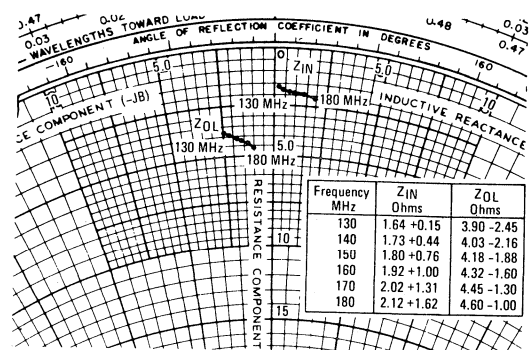 0.47
0.02
0.48
0.03
0.03
0.47
WAVELENGTHS TOWARD LOAD
ANGLE OF REFLECTION COEFFICIENT IN DEGREES
-160
160
10
5.0
0
5.0
10
ZIN
130 MHz
180 MHz
INDUCTIVE REACTANCE
CE COMPONENT (-JB)
ZOL
130 MHz
180 MHz
5.0
RESISTANCE COMPONENT
10
15
Frequency MHz ZIN Ohms ZOL Ohms
130 1.64 +0.15 3.90 -2.45
140 1.73 +0.44 4.03 -2.16
150 1.80 +0.76 4.18 -1.88
160 1.92 +1.00 4.32 -1.60
170 2.02 +1.31 4.45 -1.30
180 2.12 +1.62 4.60 -1.00